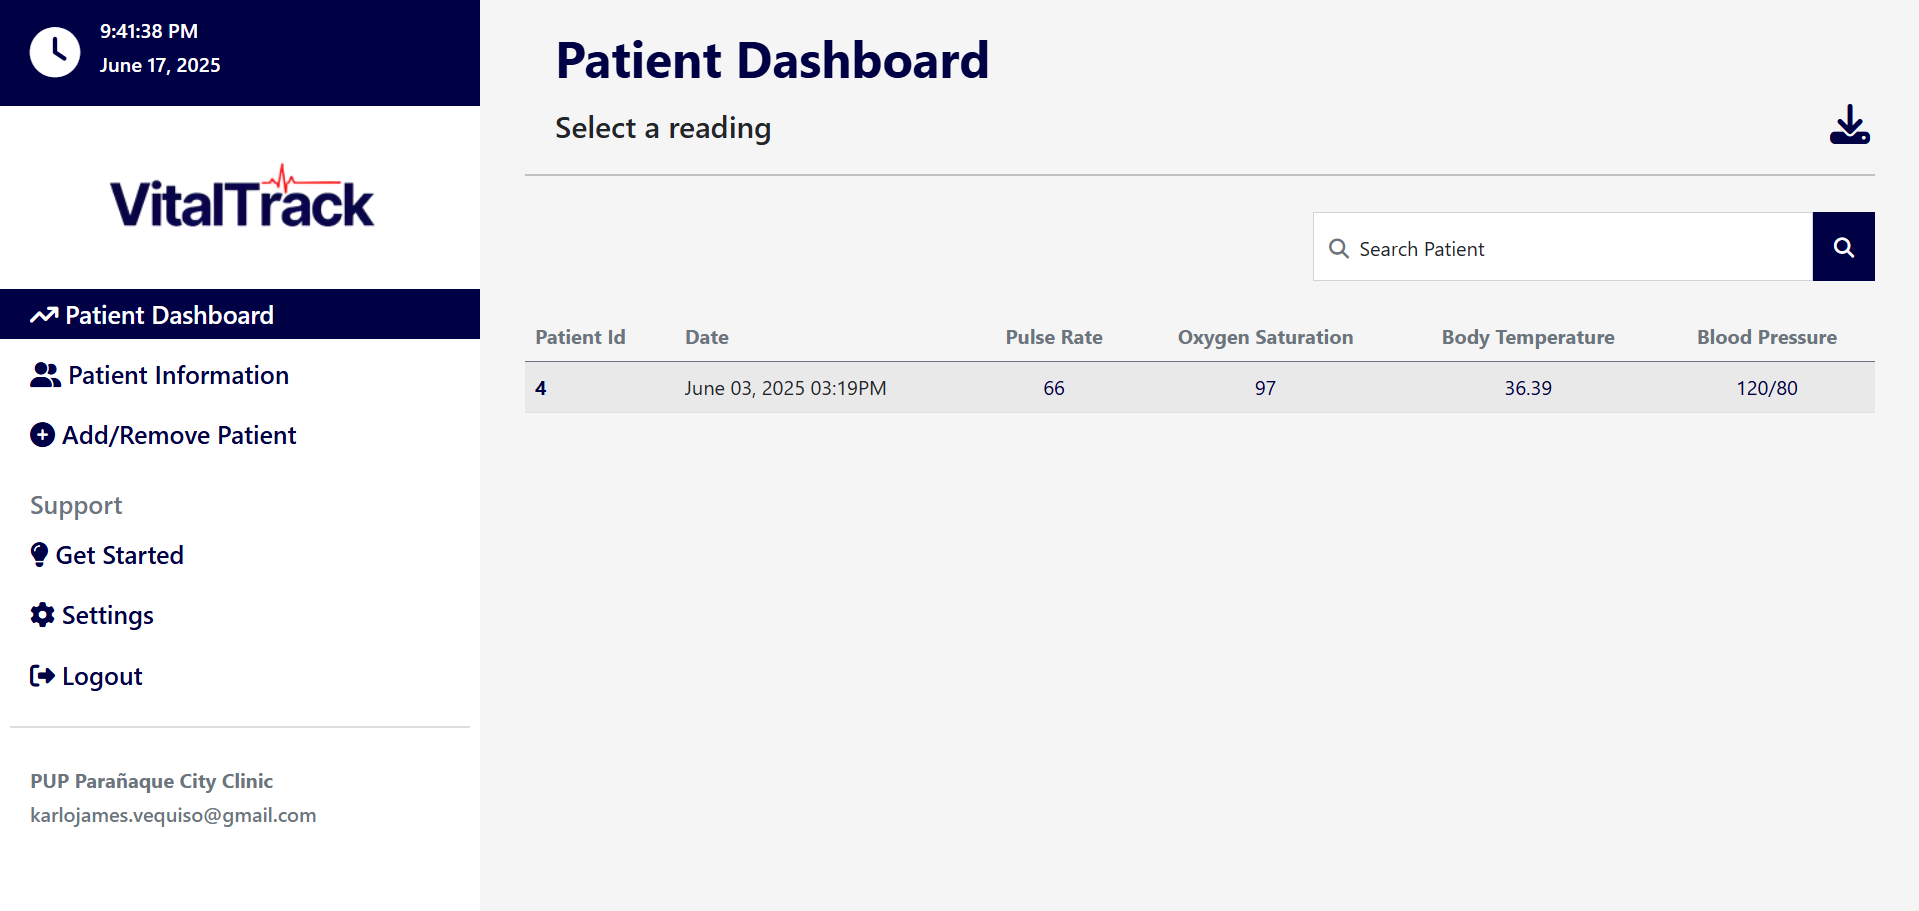 9:41:38 PM
June 17, 2025
VitalTrack
Patient Dashboard
Patient Information
Add/Remove Patient
Support
Get Started
Settings
Logout
PUP Parañaque City Clinic
karlojames.vequiso@gmail.com
Patient Dashboard
Select a reading
Search Patient
Patient Id Date Pulse Rate Oxygen Saturation Body Temperature Blood Pressure
4 June 03, 2025 03:19PM 66 97 36.39 120/80